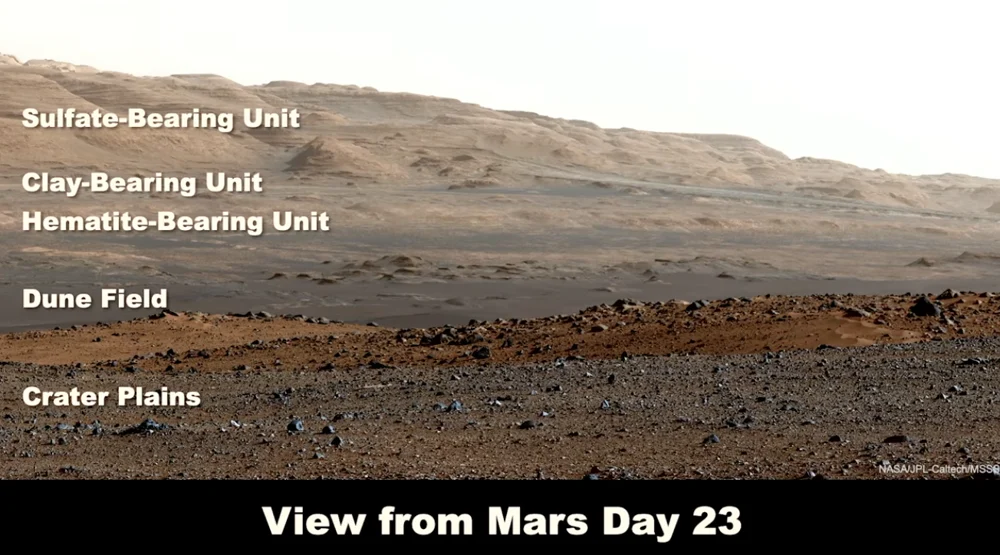 Sulfate-Bearing Unit
Clay-Bearing Unit
Hematite-Bearing Unit
Dune Field
Crater Plains
NASA/JPL-Caltech/MSSS
View from Mars Day 23